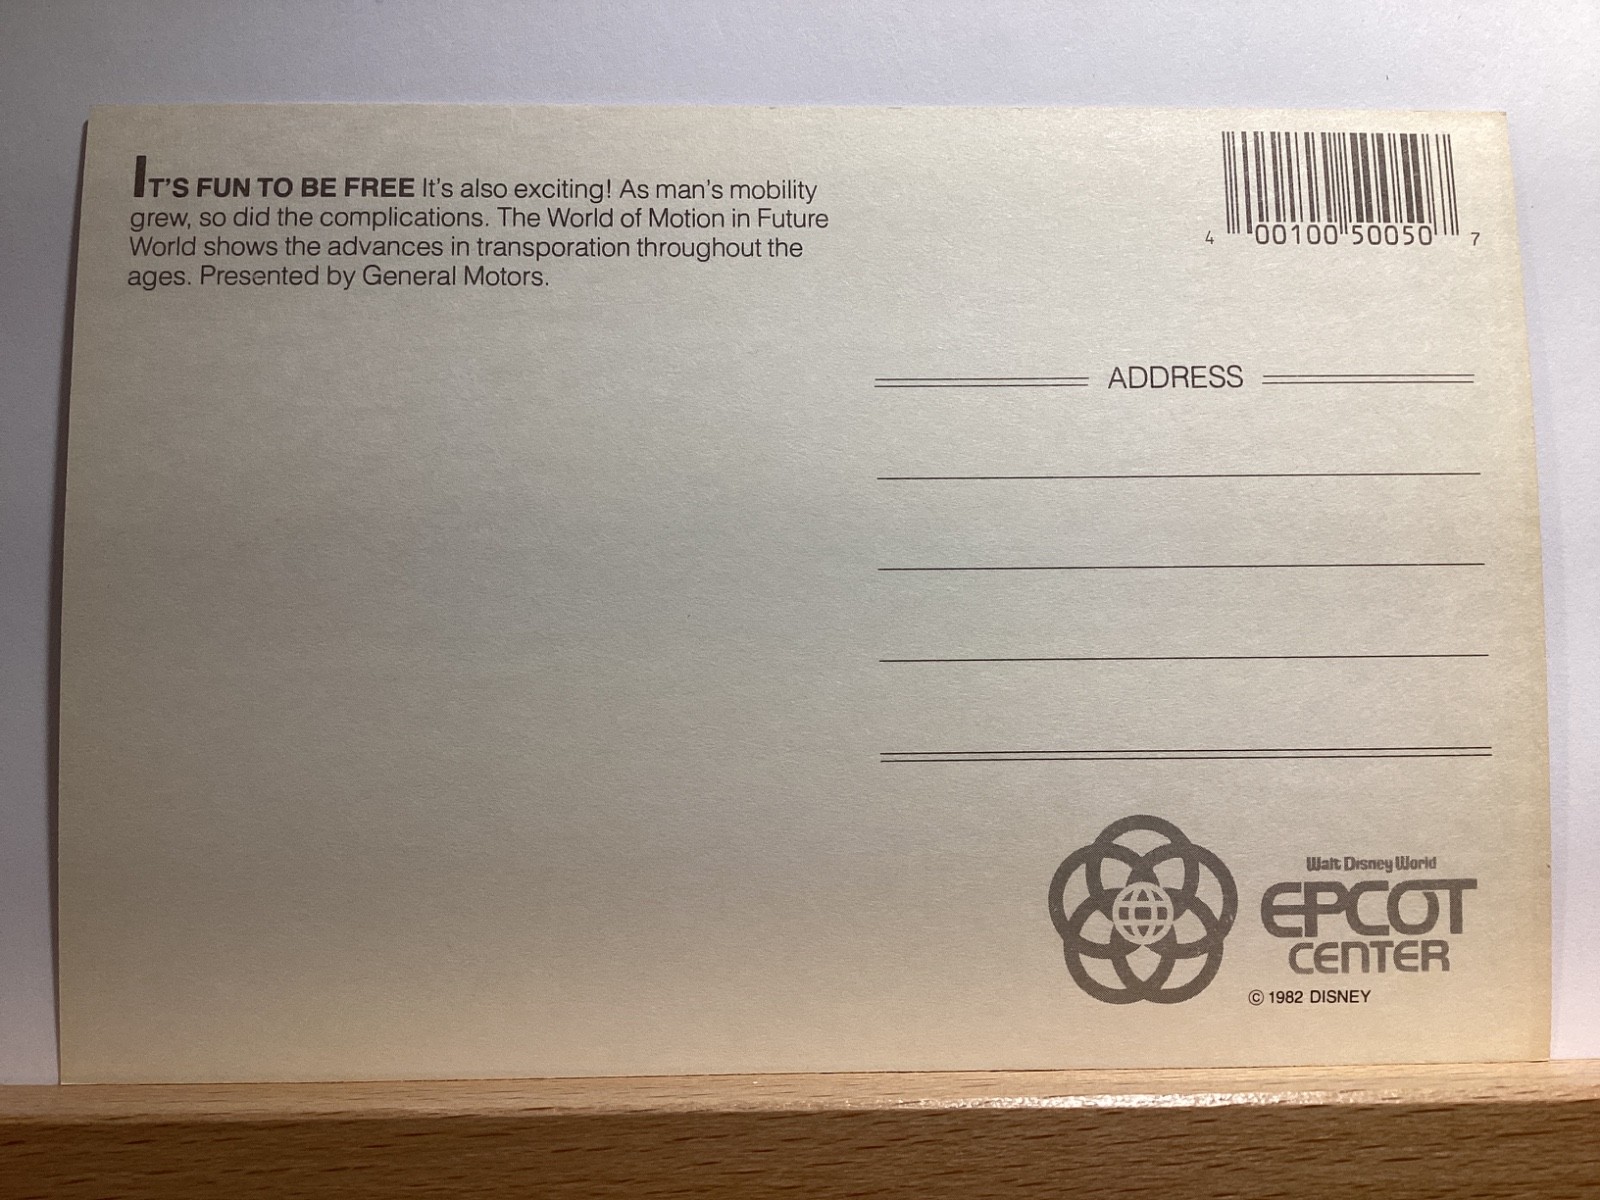 IT'S FUN TO BE FREE It's also exciting! As man's mobility
grew, so did the complications. The World of Motion in Future
World shows the advances in transporation throughout the
ages. Presented by General Motors.
4 00100 50050 7
ADDRESS
Walt Disney World
EPCOT
CENTER
© 1982 DISNEY